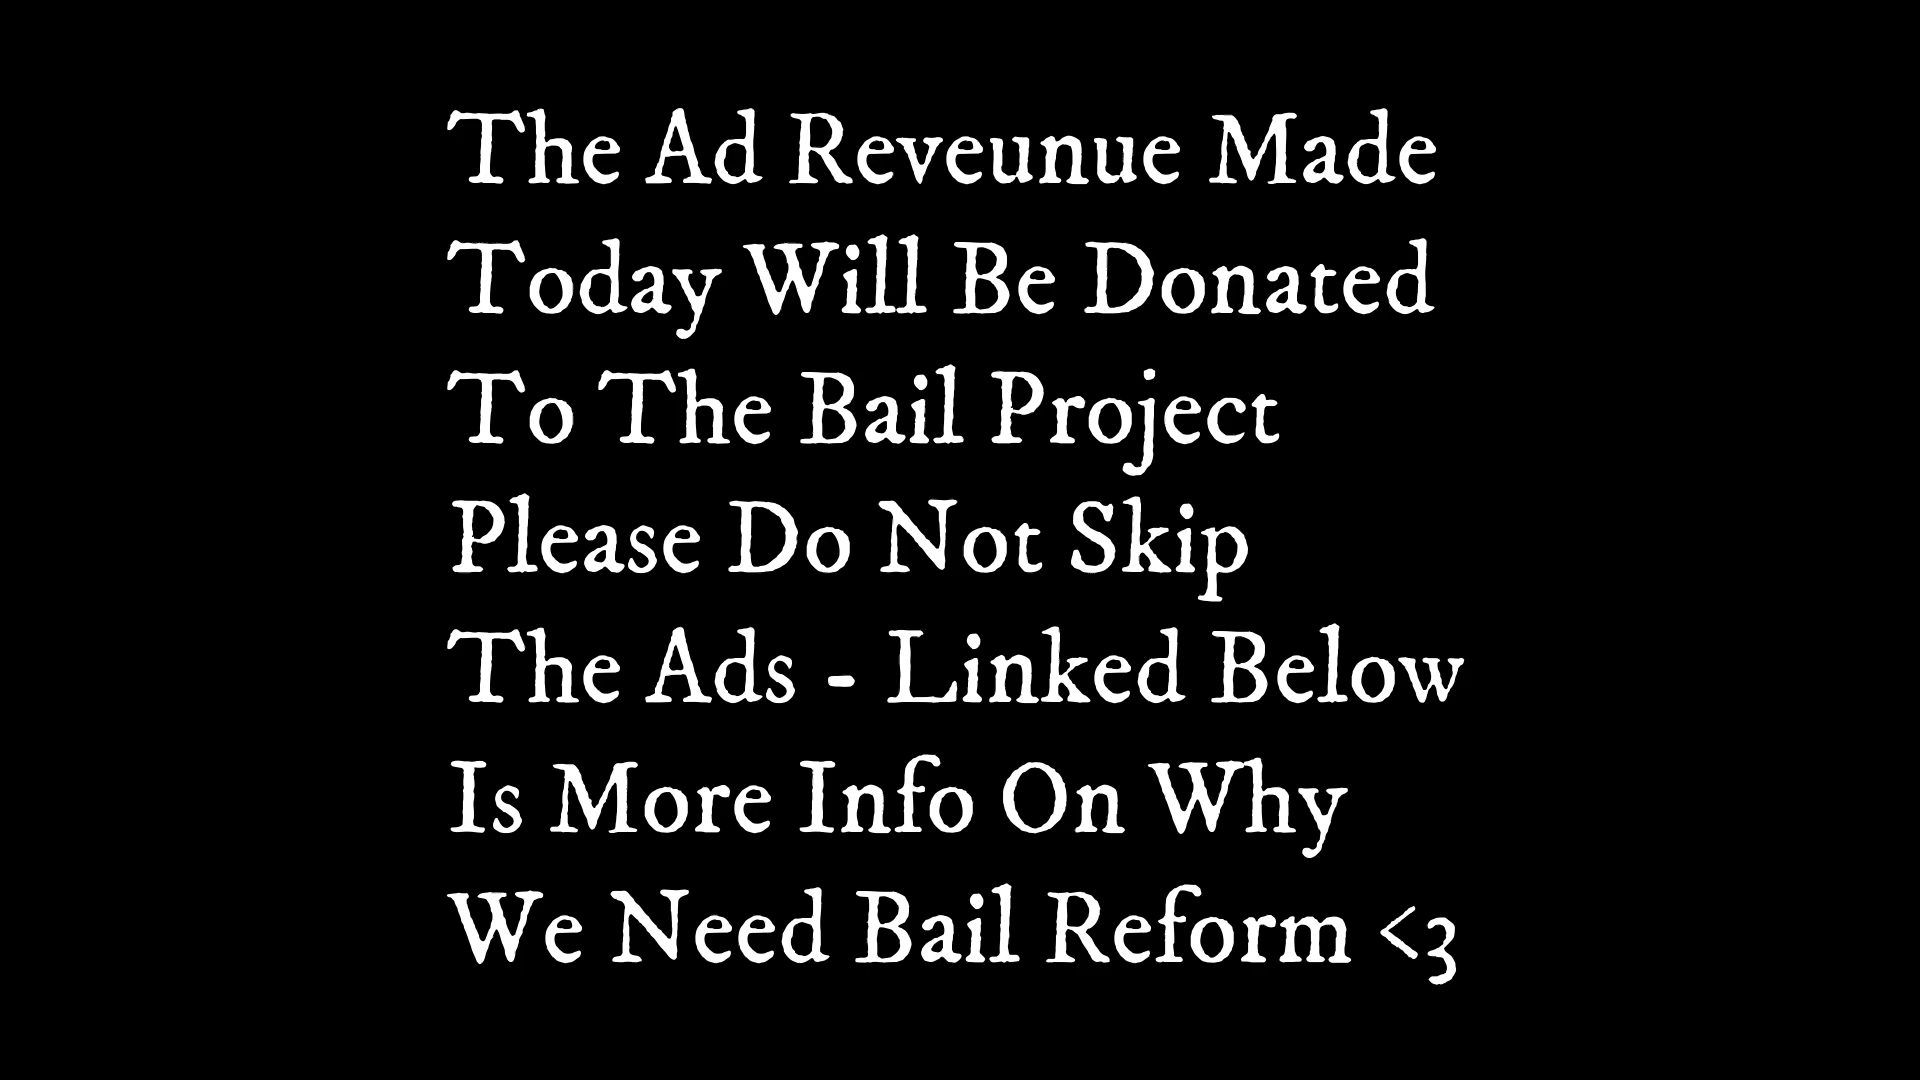 The Ad Reveunue Made
Today Will Be Donated
To The Bail Project
Please Do Not Skip
The Ads - Linked Below
Is More Info On Why
We Need Bail Reform <3